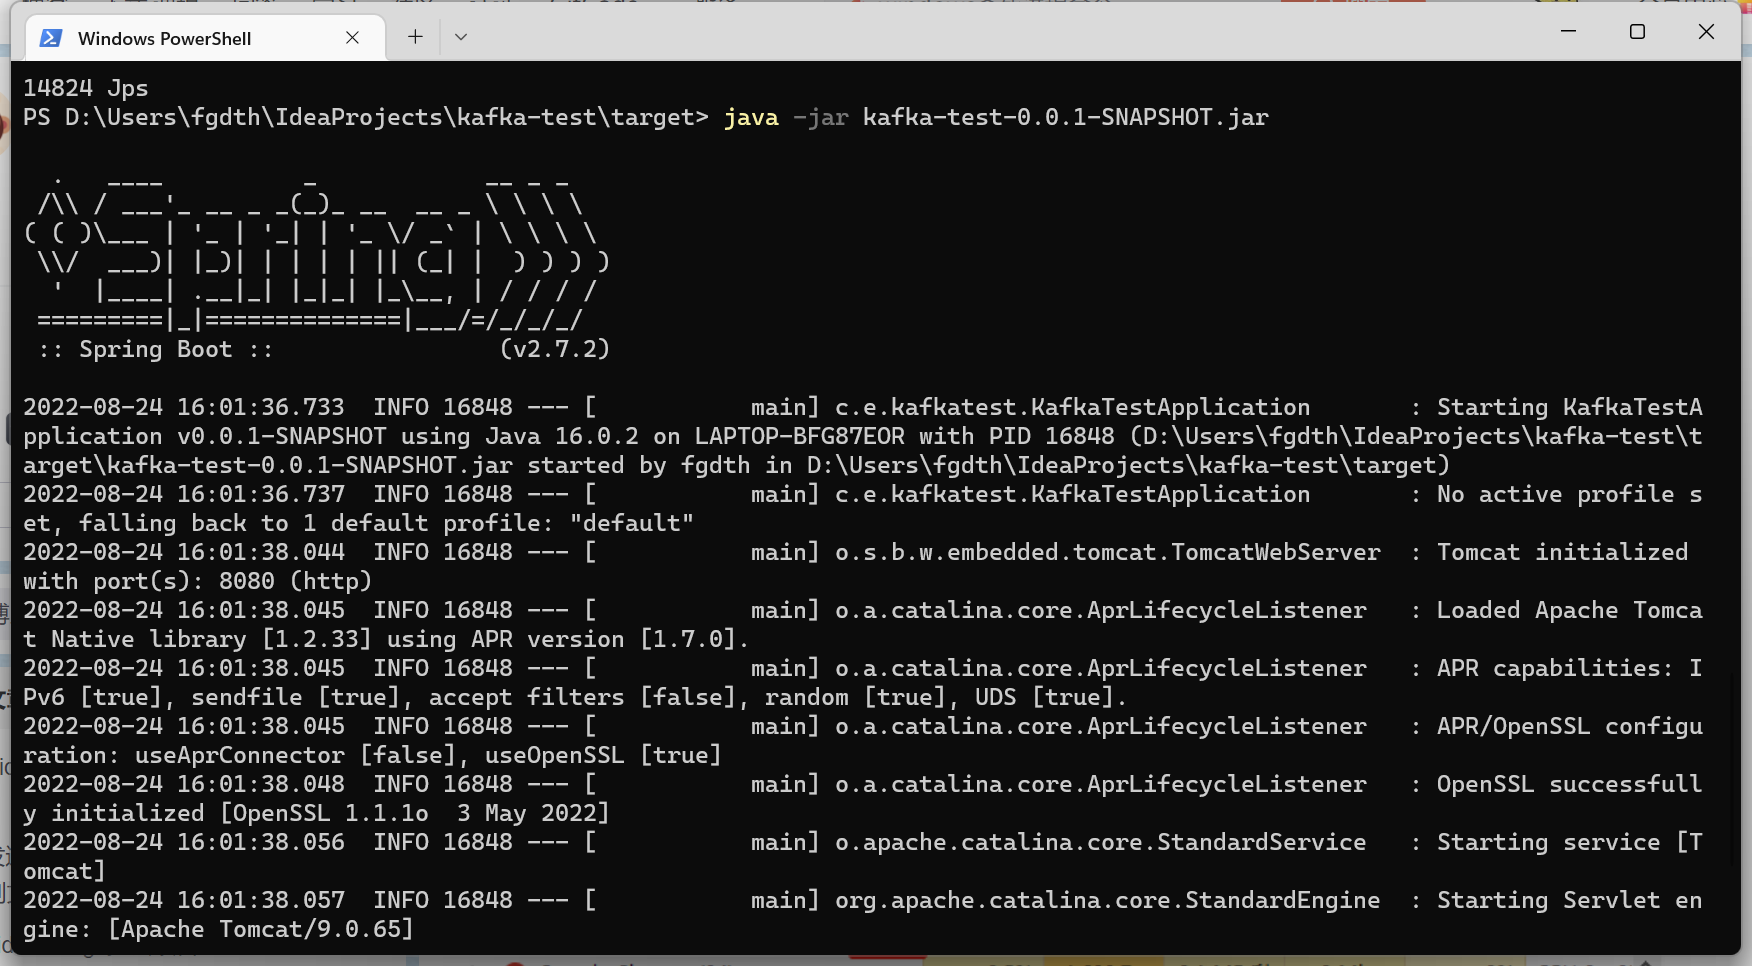 Windows PowerShell
14824 Jps
PS D:\Users\fgdth\IdeaProjects\kafka-test\target> java -jar kafka-test-0.0.1-SNAPSHOT.jar
  .   ____          _            __ _ _
 /\\ / ___'_ __ _ _(_)_ __  __ _ \ \ \ \
( ( )\___ | '_ | '_| | '_ \/ _` | \ \ \ \
 \\/  ___)| |_)| | | | | || (_| |  ) ) ) )
  '  |____| .__|_| |_|_| |_\__, | / / / /
 =========|_|==============|___/=/_/_/_/
 :: Spring Boot ::                (v2.7.2)
2022-08-24 16:01:36.733  INFO 16848 --- [           main] c.e.kafkatest.KafkaTestApplication       : Starting KafkaTestA
pplication v0.0.1-SNAPSHOT using Java 16.0.2 on LAPTOP-BFG87EOR with PID 16848 (D:\Users\fgdth\IdeaProjects\kafka-test\t
arget\kafka-test-0.0.1-SNAPSHOT.jar started by fgdth in D:\Users\fgdth\IdeaProjects\kafka-test\target)
2022-08-24 16:01:36.737  INFO 16848 --- [           main] c.e.kafkatest.KafkaTestApplication       : No active profile s
et, falling back to 1 default profile: "default"
2022-08-24 16:01:38.044  INFO 16848 --- [           main] o.s.b.w.embedded.tomcat.TomcatWebServer  : Tomcat initialized
with port(s): 8080 (http)
2022-08-24 16:01:38.045  INFO 16848 --- [           main] o.a.catalina.core.AprLifecycleListener   : Loaded Apache Tomca
t Native library [1.2.33] using APR version [1.7.0].
2022-08-24 16:01:38.045  INFO 16848 --- [           main] o.a.catalina.core.AprLifecycleListener   : APR capabilities: I
Pv6 [true], sendfile [true], accept filters [false], random [true], UDS [true].
2022-08-24 16:01:38.045  INFO 16848 --- [           main] o.a.catalina.core.AprLifecycleListener   : APR/OpenSSL configu
ration: useAprConnector [false], useOpenSSL [true]
2022-08-24 16:01:38.048  INFO 16848 --- [           main] o.a.catalina.core.AprLifecycleListener   : OpenSSL successfull
y initialized [OpenSSL 1.1.1o  3 May 2022]
2022-08-24 16:01:38.056  INFO 16848 --- [           main] o.apache.catalina.core.StandardService   : Starting service [T
omcat]
2022-08-24 16:01:38.057  INFO 16848 --- [           main] org.apache.catalina.core.StandardEngine  : Starting Servlet en
gine: [Apache Tomcat/9.0.65]